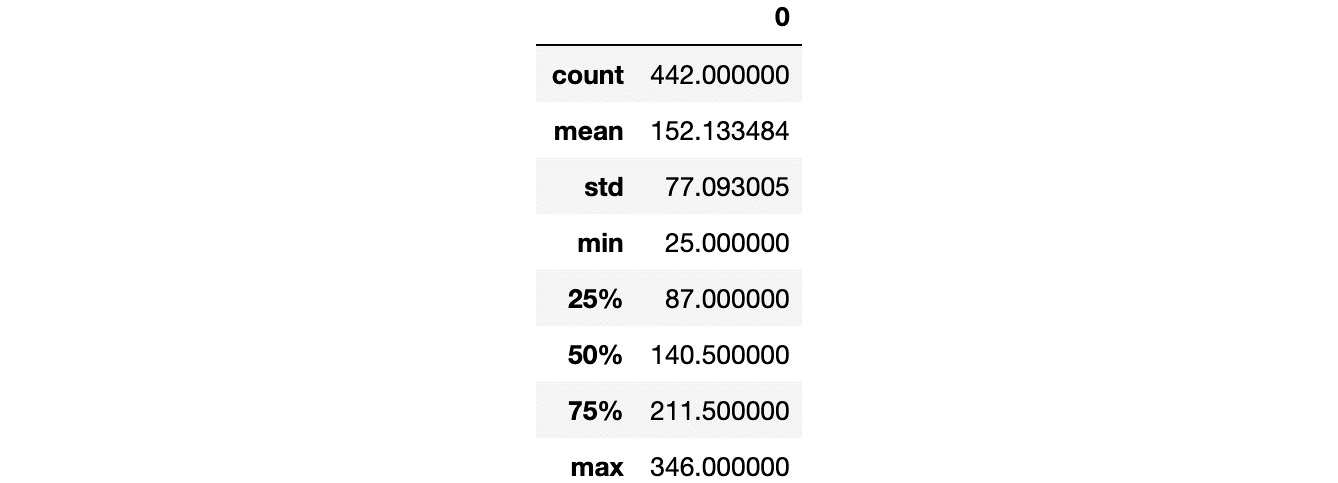 0
count 442.000000
mean 152.133484
std 77.093005
min 25.000000
25% 87.000000
50% 140.500000
75% 211.500000
max 346.000000